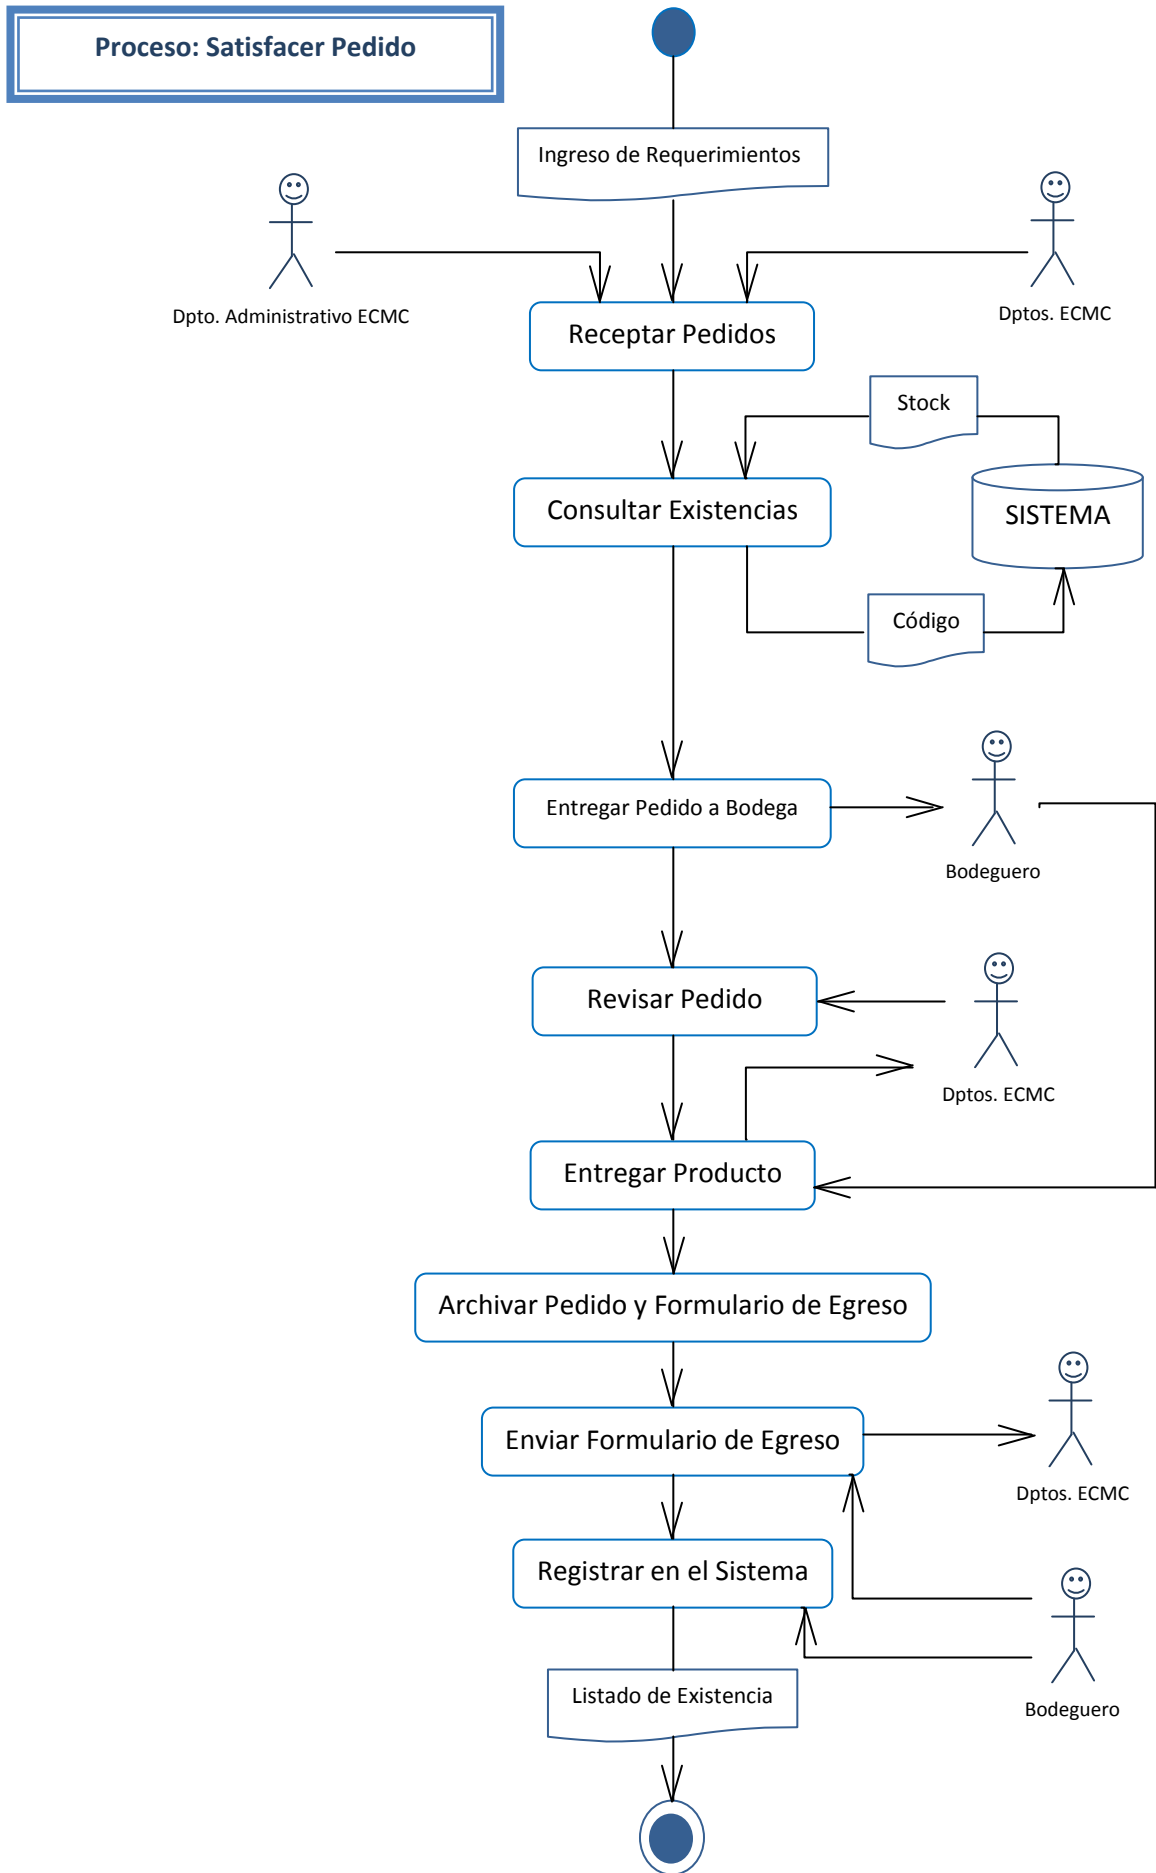 Proceso: Satisfacer Pedido
Ingreso de Requerimientos
Dpto. Administrativo ECMC
Dptos. ECMC
Receptar Pedidos
Stock
Consultar Existencias
SISTEMA
Código
Entregar Pedido a Bodega
Bodeguero
Revisar Pedido
Dptos. ECMC
Entregar Producto
Archivar Pedido y Formulario de Egreso
Enviar Formulario de Egreso
Dptos. ECMC
Registrar en el Sistema
Listado de Existencia
Bodeguero